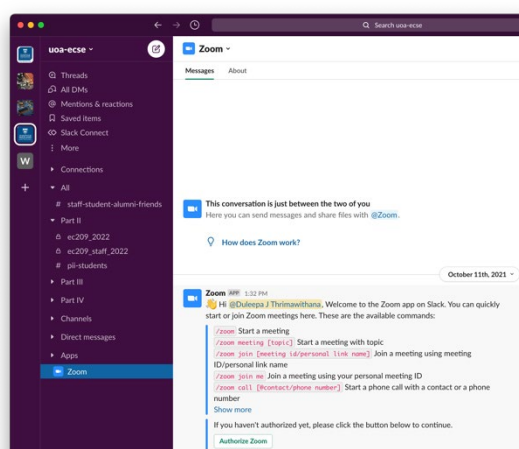 Search uoa-ecse
uoa-ecse
Threads
All DMs
Mentions & reactions
Saved items
Slack Connect
More
Connections
All
# staff-student-alumni-friends
Part II
ec209_2022
ec209_staff_2022
# pii-students
Part III
Part IV
Channels
Direct messages
Apps
Zoom
W
+
Zoom
Messages About
This conversation is just between the two of you
Here you can send messages and share files with @Zoom.
How does Zoom work?
October 11th, 2021
Zoom APP 1:32 PM
Hi @Duleepa J Thrimawithana, Welcome to the Zoom app on Slack. You can quickly
start or join Zoom meetings here. These are the available commands:
/zoom Start a meeting
/zoom meeting [topic] Start a meeting with topic
/zoom join [meeting id/personal link name] Join a meeting using meeting
ID/personal link name
/zoom join me Join a meeting using your personal meeting ID
/zoom call [@contact/phone number] Start a phone call with a contact or a phone
number
Show more
If you haven't authorized yet, please click the button below to continue.
Authorize Zoom